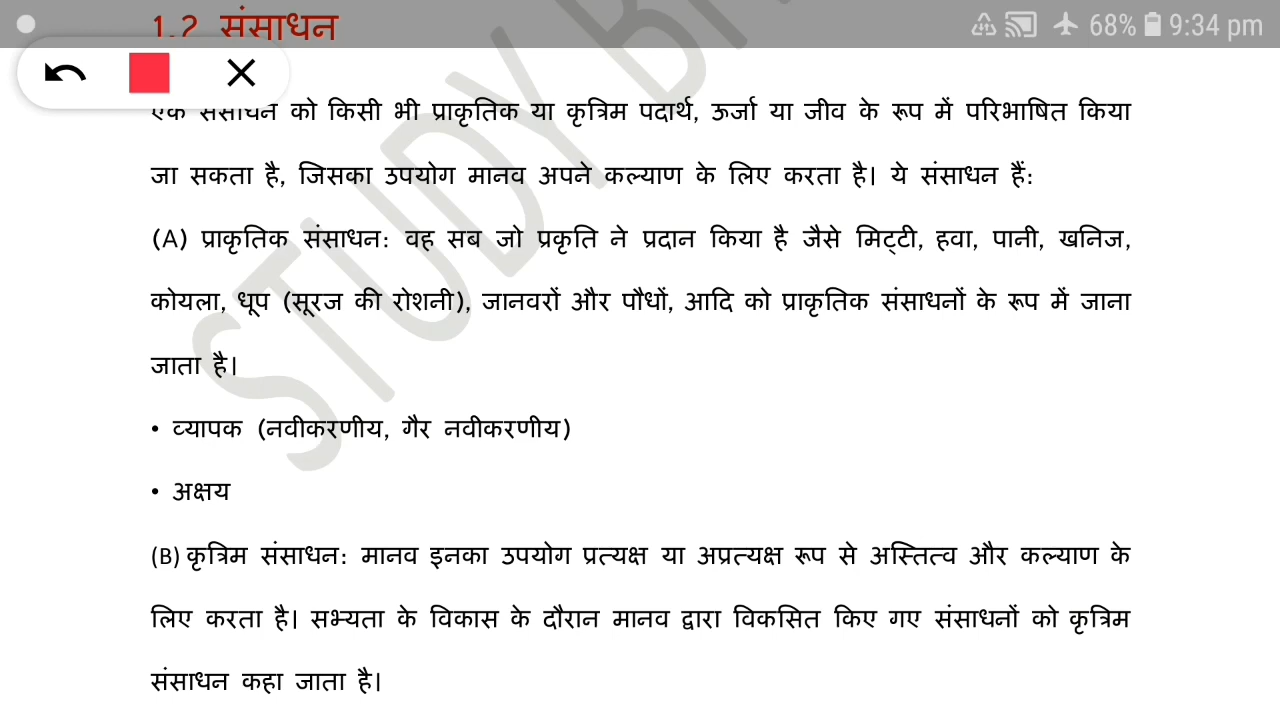 1.2 संसाधन
68% 9:34 pm
एक संसाधन को किसी भी प्राकृतिक या कृत्रिम पदार्थ, ऊर्जा या जीव के रूप में परिभाषित किया
जा सकता है, जिसका उपयोग मानव अपने कल्याण के लिए करता है। ये संसाधन हैं:
(A) प्राकृतिक संसाधन: वह सब जो प्रकृति ने प्रदान किया है जैसे मिट्टी, हवा, पानी, खनिज,
कोयला, धूप (सूरज की रोशनी), जानवरों और पौधों, आदि को प्राकृतिक संसाधनों के रूप में जाना
जाता है।
• व्यापक (नवीकरणीय, गैर नवीकरणीय)
• अक्षय
(B) कृत्रिम संसाधन: मानव इनका उपयोग प्रत्यक्ष या अप्रत्यक्ष रूप से अस्तित्व और कल्याण के
लिए करता है। सभ्यता के विकास के दौरान मानव द्वारा विकसित किए गए संसाधनों को कृत्रिम
संसाधन कहा जाता है।
STUDY